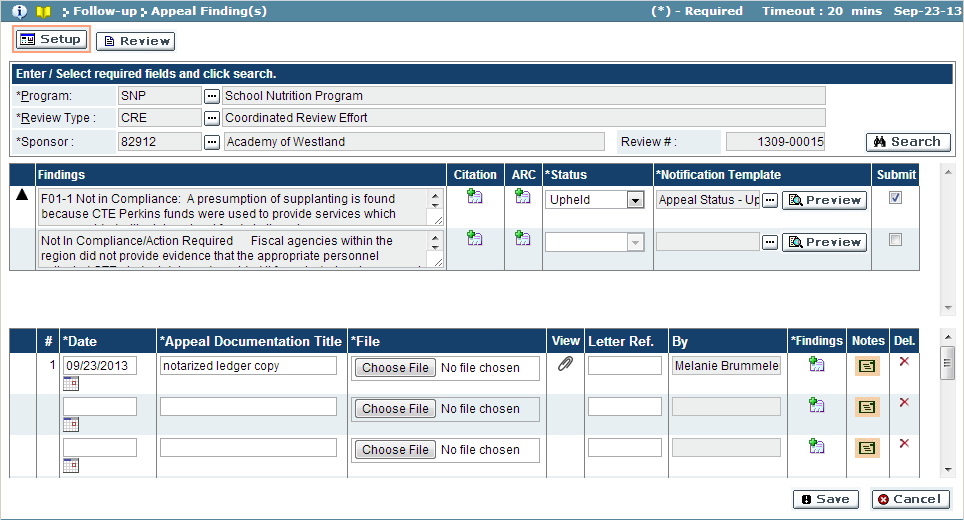 Follow-up Appeal Finding(s) (*) - Required Timeout : 20 mins Sep-23-13
Setup Review
Enter / Select required fields and click search.
*Program: SNP ... School Nutrition Program
*Review Type : CRE ... Coordinated Review Effort
*Sponsor : 82912 ... Academy of Westland Review # : 1309-00015 Search
Findings Citation ARC *Status *Notification Template Submit
F01-1 Not in Compliance: A presumption of supplanting is found
because CTE Perkins funds were used to provide services which
Upheld Appeal Status - Up ... Preview
Not In Compliance/Action Required Fiscal agencies within the
region did not provide evidence that the appropriate personnel
... Preview
# *Date *Appeal Documentation Title *File View Letter Ref. By *Findings Notes Del.
1 09/23/2013 notarized ledger copy Choose File No file chosen Melanie Brummele
Choose File No file chosen
Choose File No file chosen
Save Cancel